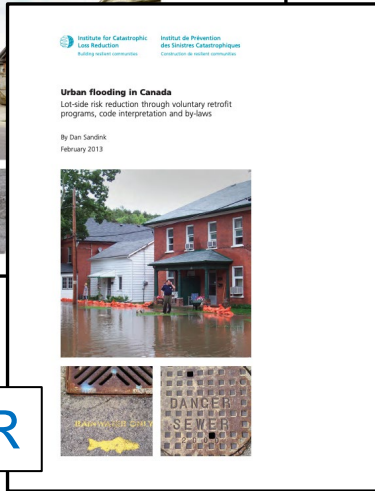 Institute for Catastrophic
Loss Reduction
Building resilient communities
Institut de Prévention
des Sinistres Catastrophiques
Construction de resilient communities
Urban flooding in Canada
Lot-side risk reduction through voluntary retrofit
programs, code interpretation and by-laws
By Dan Sandink
February 2013
DANGER
SEWER
R